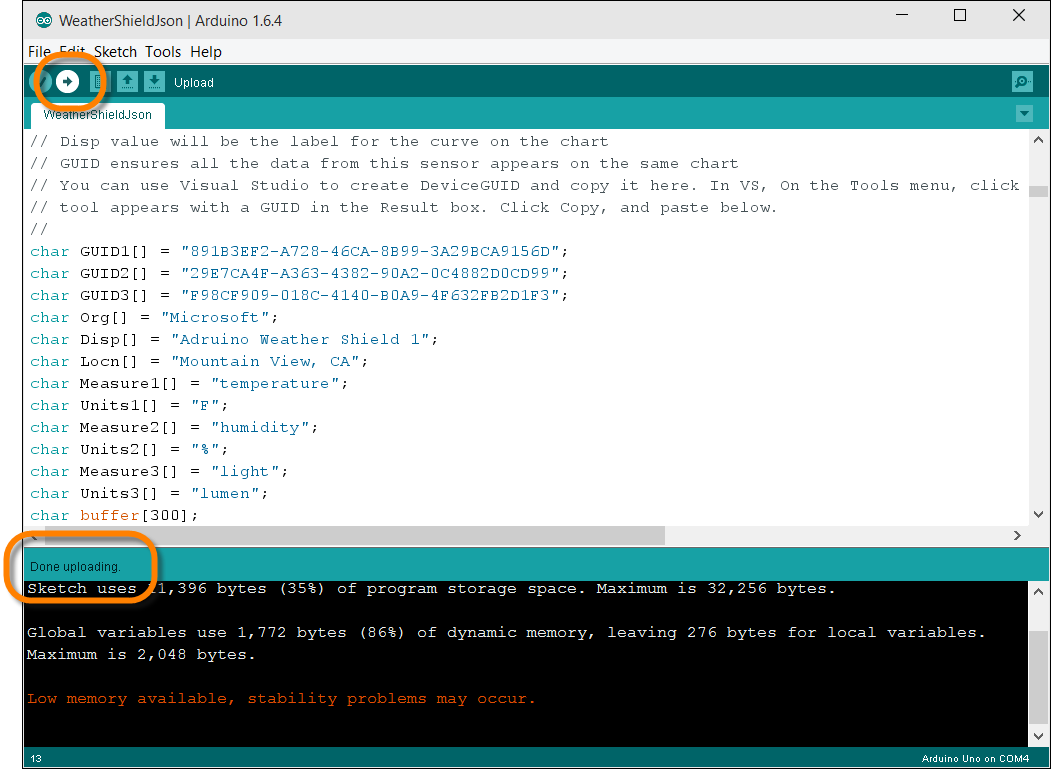 WeatherShieldJson | Arduino 1.6.4
File Edit Sketch Tools Help
Upload
WeatherShieldJson
// Disp value will be the label for the curve on the chart
// GUID ensures all the data from this sensor appears on the same chart
// You can use Visual Studio to create DeviceGUID and copy it here. In VS, On the Tools menu, click
// tool appears with a GUID in the Result box. Click Copy, and paste below.
//
char GUID1[] = "891B3EF2-A728-46CA-8B99-3A29BCA9156D";
char GUID2[] = "29E7CA4F-A363-4382-90A2-0C4882D0CD99";
char GUID3[] = "F98CF909-018C-4140-B0A9-4F632FB2D1F3";
char Org[] = "Microsoft";
char Disp[] = "Adruino Weather Shield 1";
char Locn[] = "Mountain View, CA";
char Measure1[] = "temperature";
char Units1[] = "F";
char Measure2[] = "humidity";
char Units2[] = "%";
char Measure3[] = "light";
char Units3[] = "lumen";
char buffer[300];
Done uploading.
Sketch uses 11,396 bytes (35%) of program storage space. Maximum is 32,256 bytes.
Global variables use 1,772 bytes (86%) of dynamic memory, leaving 276 bytes for local variables.
Maximum is 2,048 bytes.
Low memory available, stability problems may occur.
13
Arduino Uno on COM4